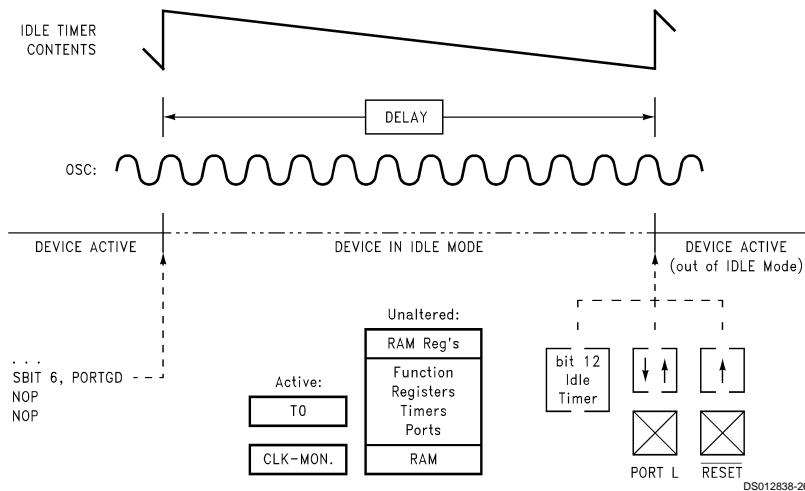 IDLE TIMER
CONTENTS
DELAY
OSC:
DEVICE ACTIVE
DEVICE IN IDLE MODE
DEVICE ACTIVE
(out of IDLE Mode)
. . .
SBIT 6, PORTGD
NOP
NOP
Active:
T0
CLK-MON.
Unaltered:
RAM Reg's
Function
Registers
Timers
Ports
RAM
bit 12
Idle
Timer
PORT L
RESET
DS012838-26